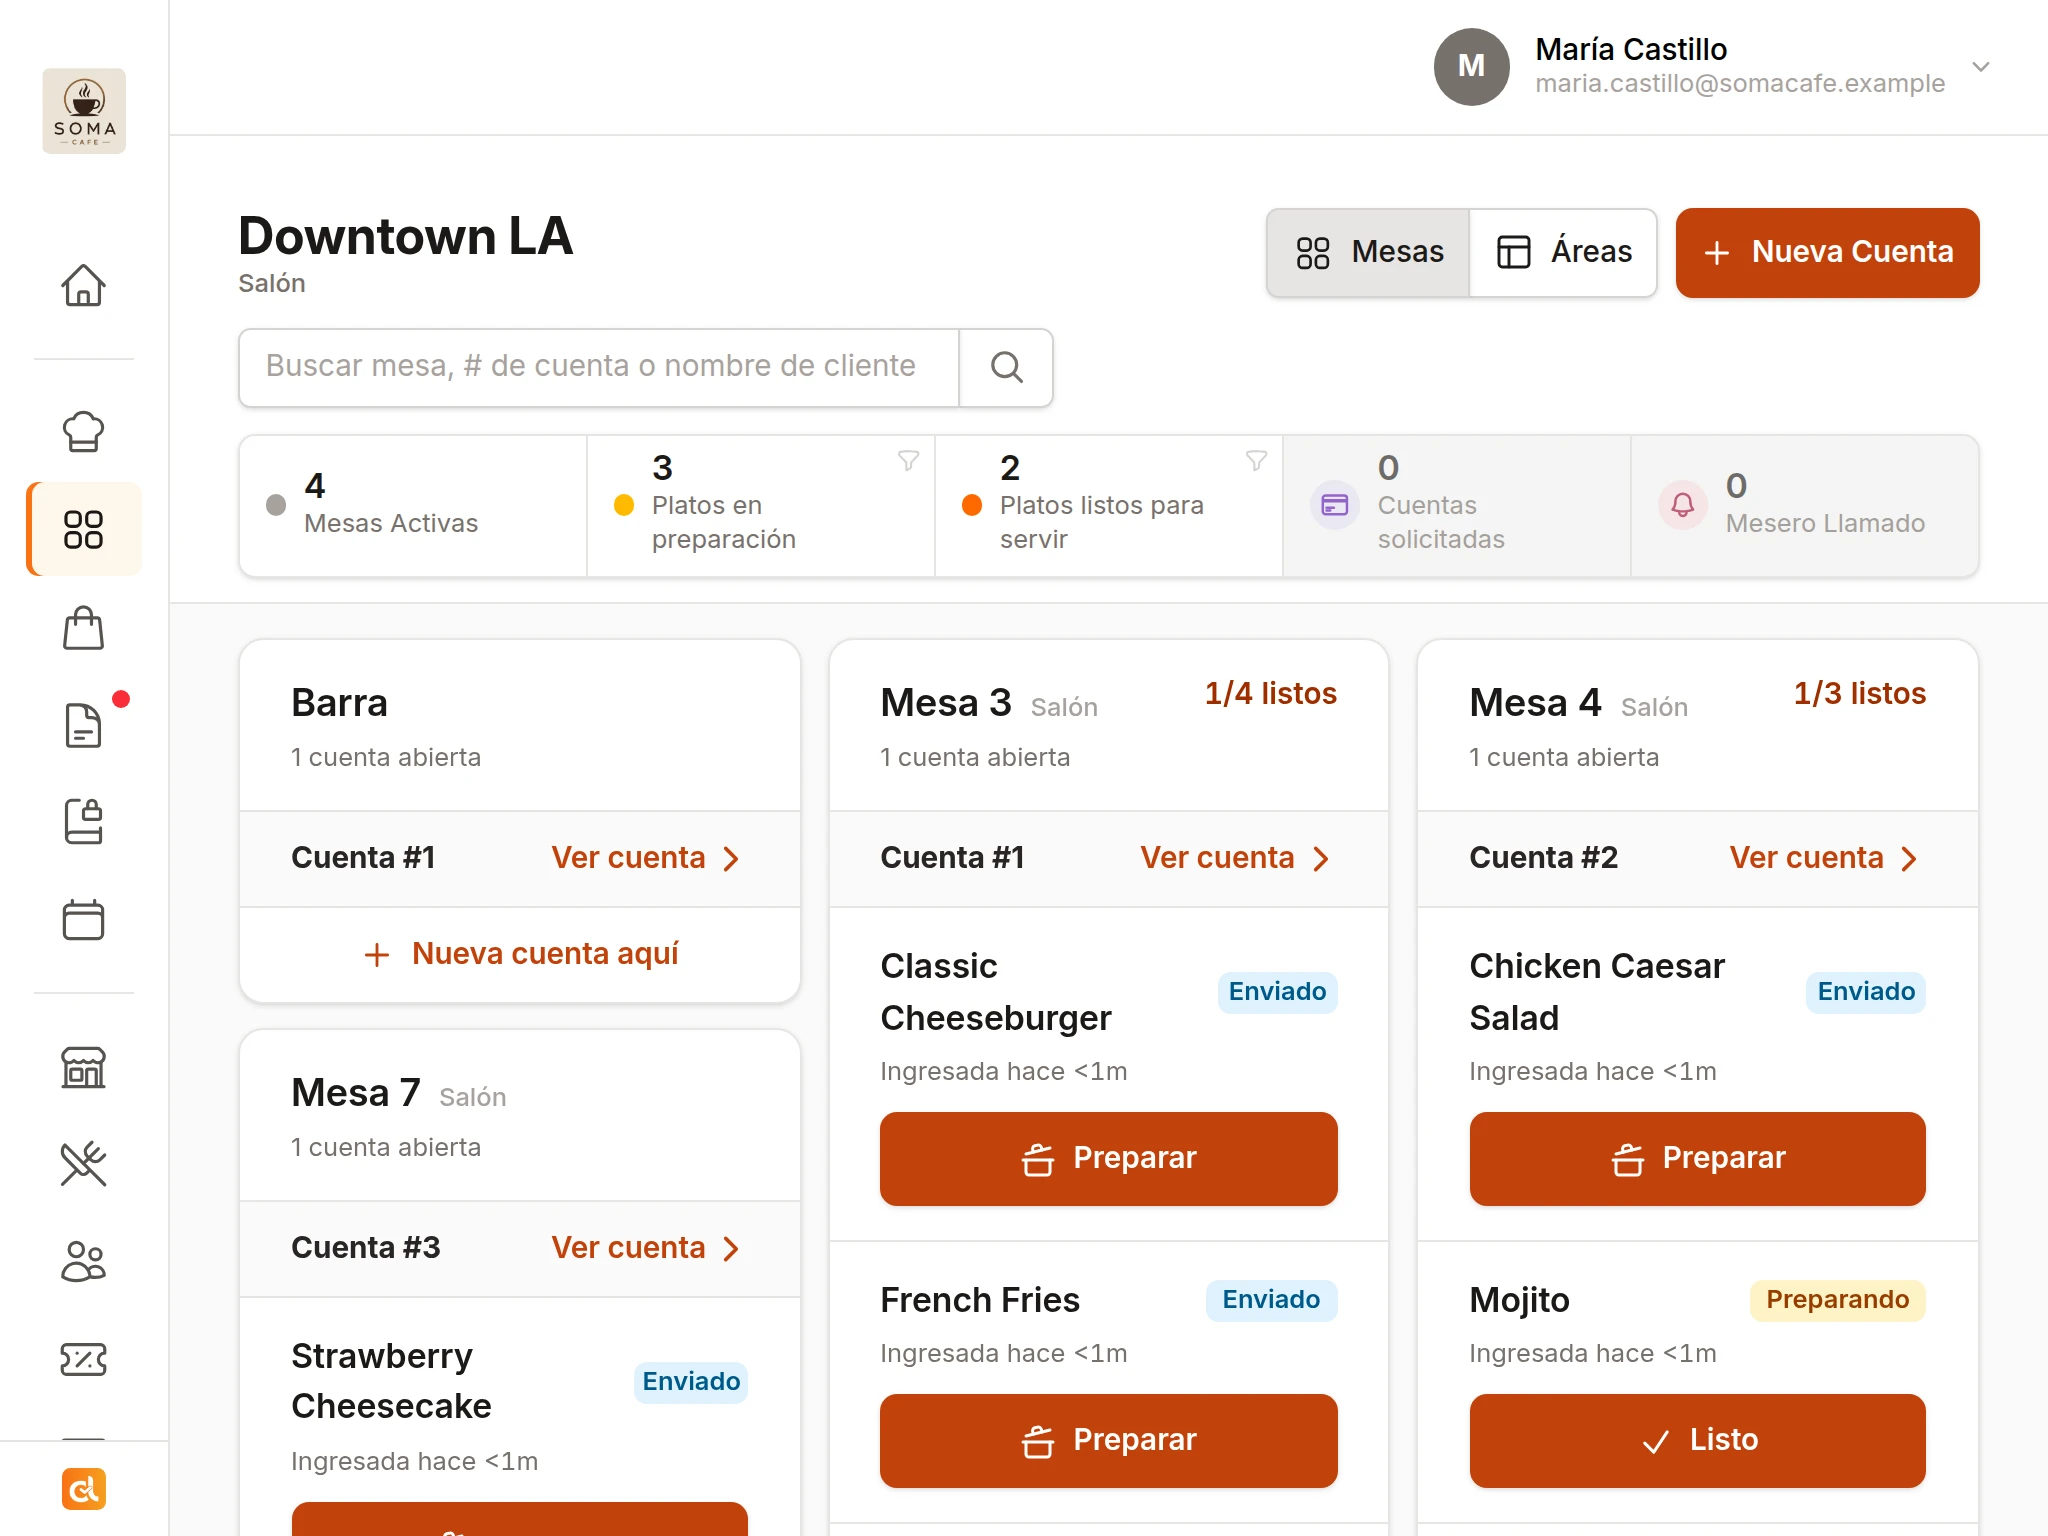 SOMA
CAFE
M
María Castillo
maria.castillo@somacafe.example
Downtown LA
Salón
Mesas
Áreas
Nueva Cuenta
Buscar mesa, # de cuenta o nombre de cliente
4
Mesas Activas
3
Platos en
preparación
2
Platos listos para
servir
0
Cuentas
solicitadas
0
Mesero Llamado
Barra
1 cuenta abierta
Cuenta #1
Ver cuenta
Nueva cuenta aquí
Mesa 7 Salón
1 cuenta abierta
Cuenta #3
Ver cuenta
Strawberry
Cheesecake
Enviado
Ingresada hace <1m
Mesa 3 Salón
1/4 listos
1 cuenta abierta
Cuenta #1
Ver cuenta
Classic
Cheeseburger
Enviado
Ingresada hace <1m
Preparar
French Fries
Enviado
Ingresada hace <1m
Preparar
Mesa 4 Salón
1/3 listos
1 cuenta abierta
Cuenta #2
Ver cuenta
Chicken Caesar
Salad
Enviado
Ingresada hace <1m
Preparar
Mojito
Preparando
Ingresada hace <1m
Listo